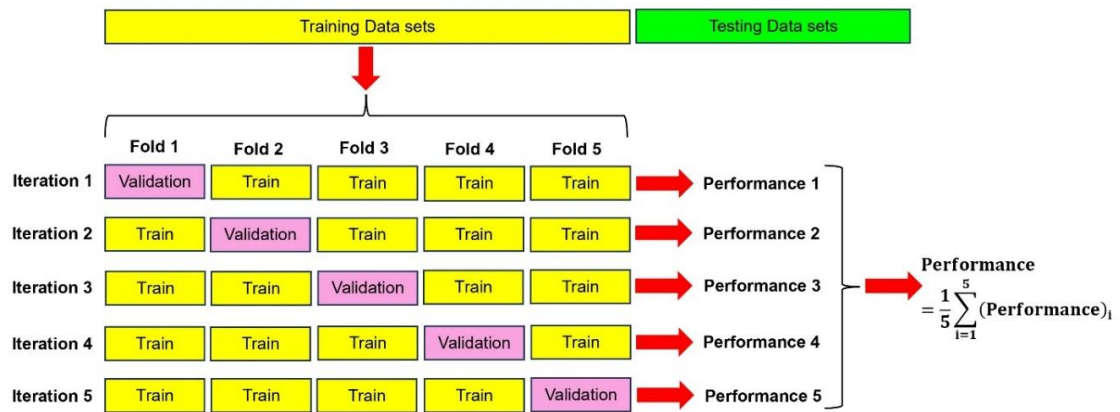 Training Data sets Testing Data sets
Fold 1 Fold 2 Fold 3 Fold 4 Fold 5
Iteration 1 Validation Train Train Train Train Performance 1
Iteration 2 Train Validation Train Train Train Performance 2
Iteration 3 Train Train Validation Train Train Performance 3
Iteration 4 Train Train Train Validation Train Performance 4
Iteration 5 Train Train Train Train Validation Performance 5
Performance
= 1/5 ∑_{i=1}^{5} (Performance)_i